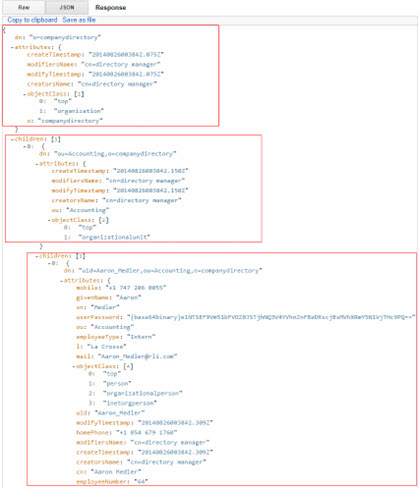 Raw JSON Response
Copy to clipboard Save as file
{
dn: "o=companydirectory"
-attributes: {
createTimestamp: "20140826003842.075Z"
modifiersName: "cn=directory manager"
modifyTimestamp: "20140826003842.075Z"
creatorsName: "cn=directory manager"
-objectClass: [2]
0: "top"
1: "organization"
o: "companydirectory"
}
-children: [1]
-0: {
dn: "ou=Accounting,o=companydirectory"
-attributes: {
createTimestamp: "20140826003842.150Z"
modifiersName: "cn=directory manager"
modifyTimestamp: "20140826003842.150Z"
creatorsName: "cn=directory manager"
ou: "Accounting"
-objectClass: [2]
0: "top"
1: "organizationalunit"
}
-children: [1]
-0: {
dn: "uid=Aaron_Medler,ou=Accounting,o=companydirectory"
-attributes: {
mobile: "+1 747 206 0055"
givenName: "Aaron"
sn: "Medler"
userPassword:
ou: "Accounting"
employeeType: "Intern"
l: "La Crosse"
mail: "Aaron_Medler@rli.com"
-objectClass: [4]
0: "top"
1: "person"
2: "organizationalperson"
3: "inetorgperson"
uid: "Aaron_Medler"
modifyTimestamp: "20140826003842.309Z"
homePhone: "+1 054 679 1760"
modifiersName: "cn=directory manager"
createTimestamp: "20140826003842.309Z"
creatorsName: "cn=directory manager"
cn: "Aaron Medler"
employeeNumber: "64"